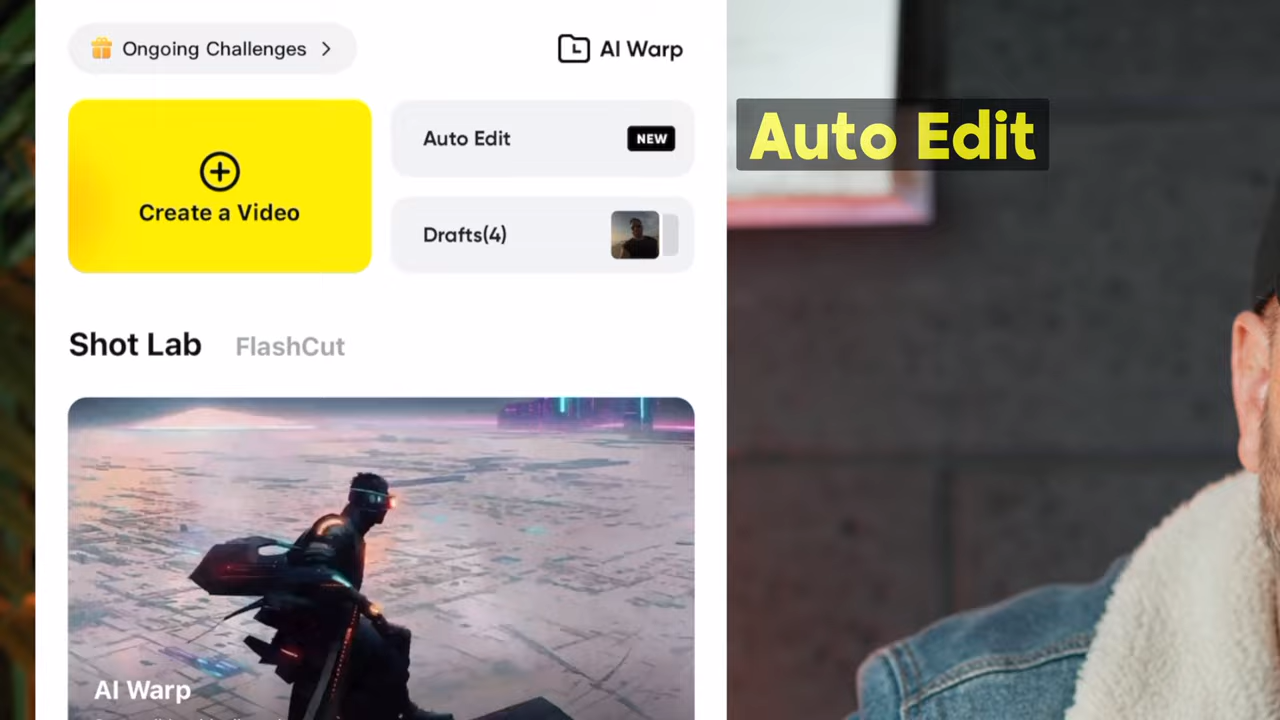 Ongoing Challenges
AI Warp
Create a Video
Auto Edit
NEW
Drafts(4)
Auto Edit
Shot Lab
FlashCut
AI Warp